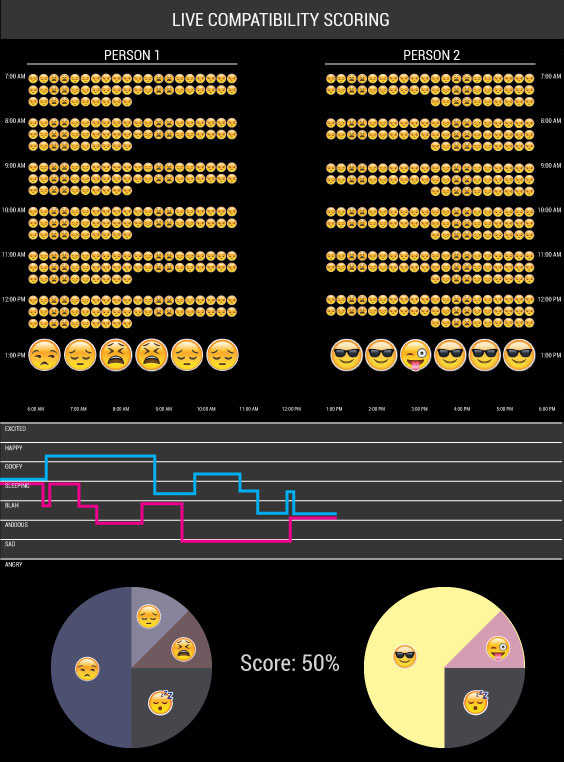 LIVE COMPATIBILITY SCORING
PERSON 1
PERSON 2
7:00 AM
7:00 AM
8:00 AM
8:00 AM
9:00 AM
9:00 AM
10:00 AM
10:00 AM
11:00 AM
11:00 AM
12:00 PM
12:00 PM
1:00 PM
1:00 PM
6:00 AM 7:00 AM 8:00 AM 9:00 AM 10:00 AM 11:00 AM 12:00 PM 1:00 PM 2:00 PM 3:00 PM 4:00 PM 5:00 PM 6:00 PM
EXCITED
HAPPY
GOOFY
SLEEPING
BLAH
ANXIOUS
SAD
ANGRY
Score: 50%